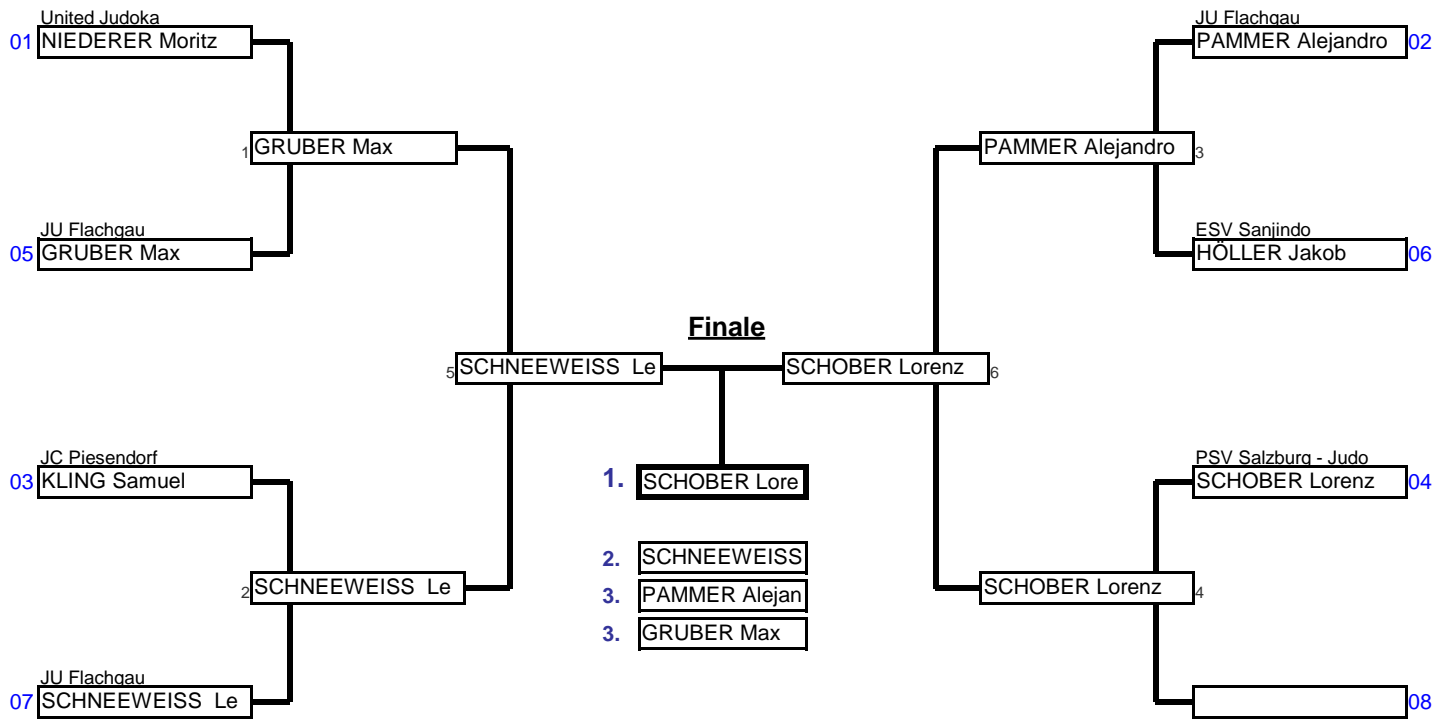 United Judoka
01 NIEDERER Moritz
JU Flachgau
PAMMER Alejandro 02
1 GRUBER Max
PAMMER Alejandro 3
JU Flachgau
05 GRUBER Max
ESV Sanjindo
HÖLLER Jakob 06
Finale
5 SCHNEEWEISS  Le
SCHOBER Lorenz 6
JC Piesendorf
03 KLING Samuel
1. SCHOBER Lore
PSV Salzburg - Judo
SCHOBER Lorenz 04
2. SCHNEEWEISS
2 SCHNEEWEISS  Le
3. PAMMER Alejan
SCHOBER Lorenz 4
3. GRUBER Max
JU Flachgau
07 SCHNEEWEISS  Le
08